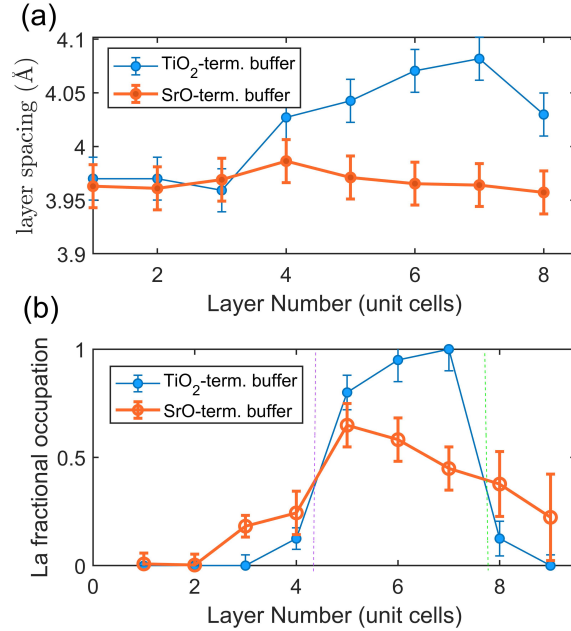 (a)
4.1
4.05
4
3.95
3.9
layer spacing (Å)
TiO₂-term. buffer
SrO-term. buffer
2
4
6
8
Layer Number (unit cells)
(b)
1
0.5
0
La fractional occupation
TiO₂-term. buffer
SrO-term. buffer
0
2
4
6
8
Layer Number (unit cells)